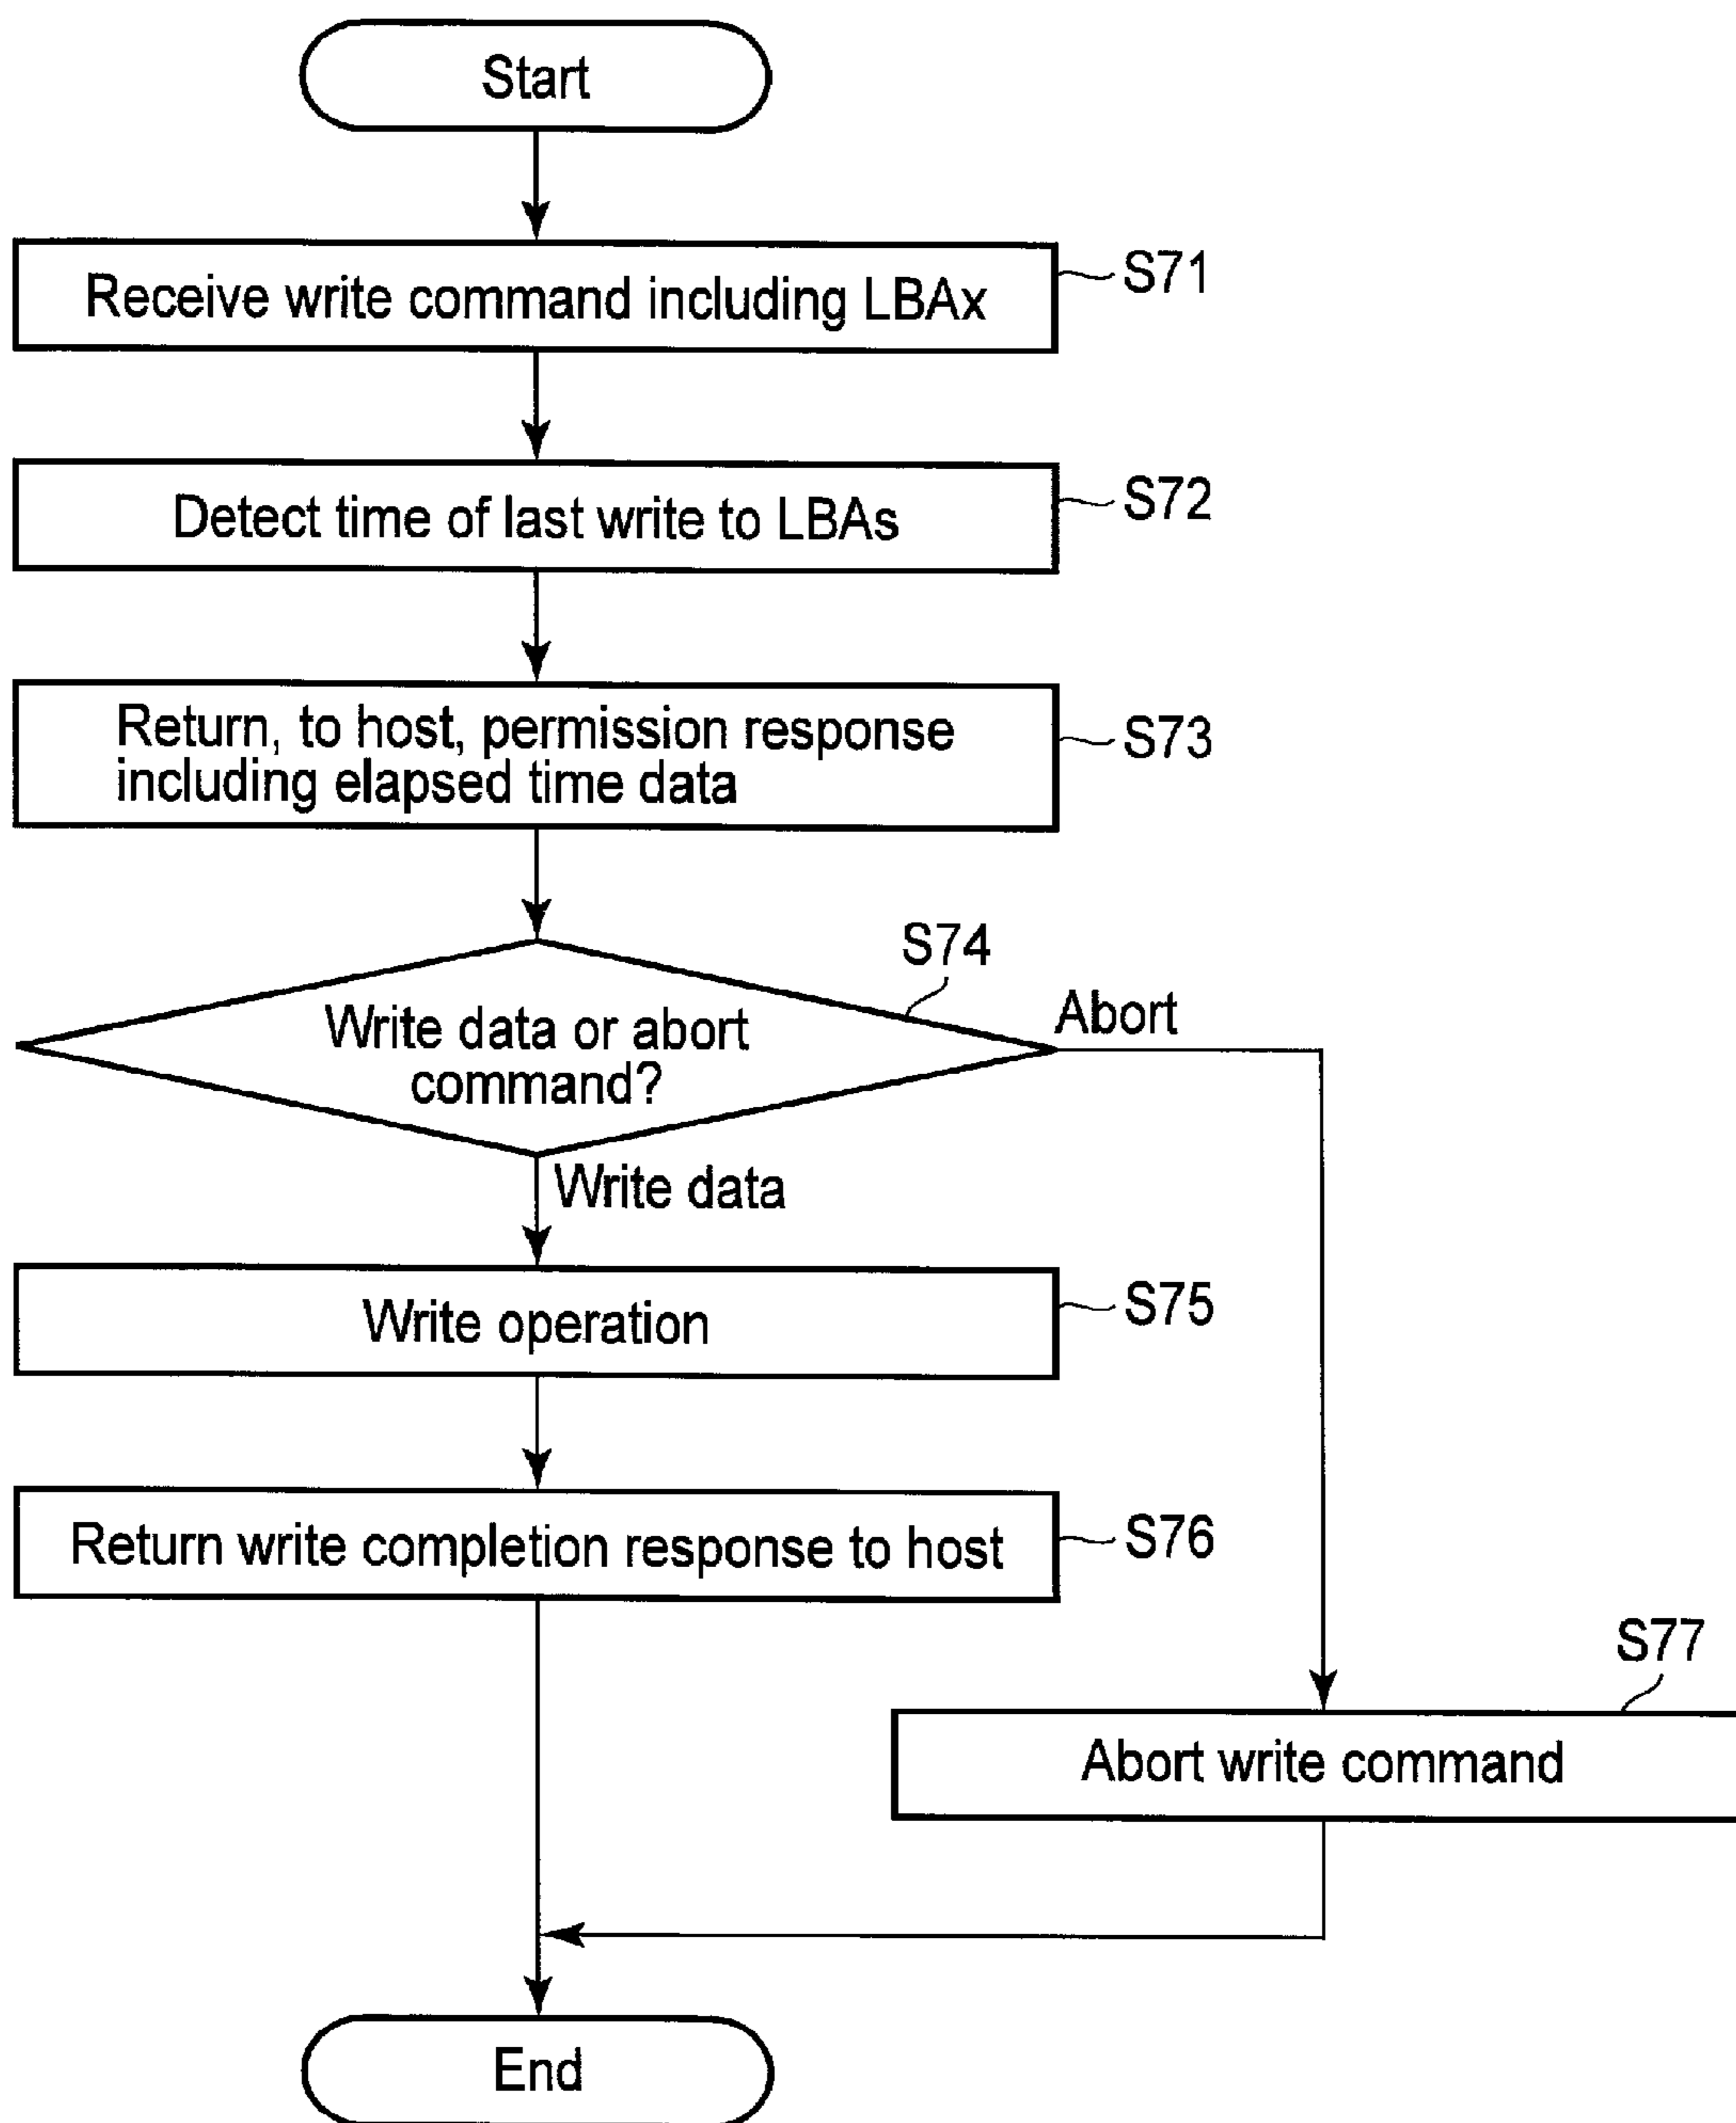 Start
Receive write command including LBAx
S71
Detect time of last write to LBAs
S72
Return, to host, permission response
including elapsed time data
S73
S74
Write data or abort
command?
Abort
Write data
Write operation
S75
Return write completion response to host
S76
S77
Abort write command
End